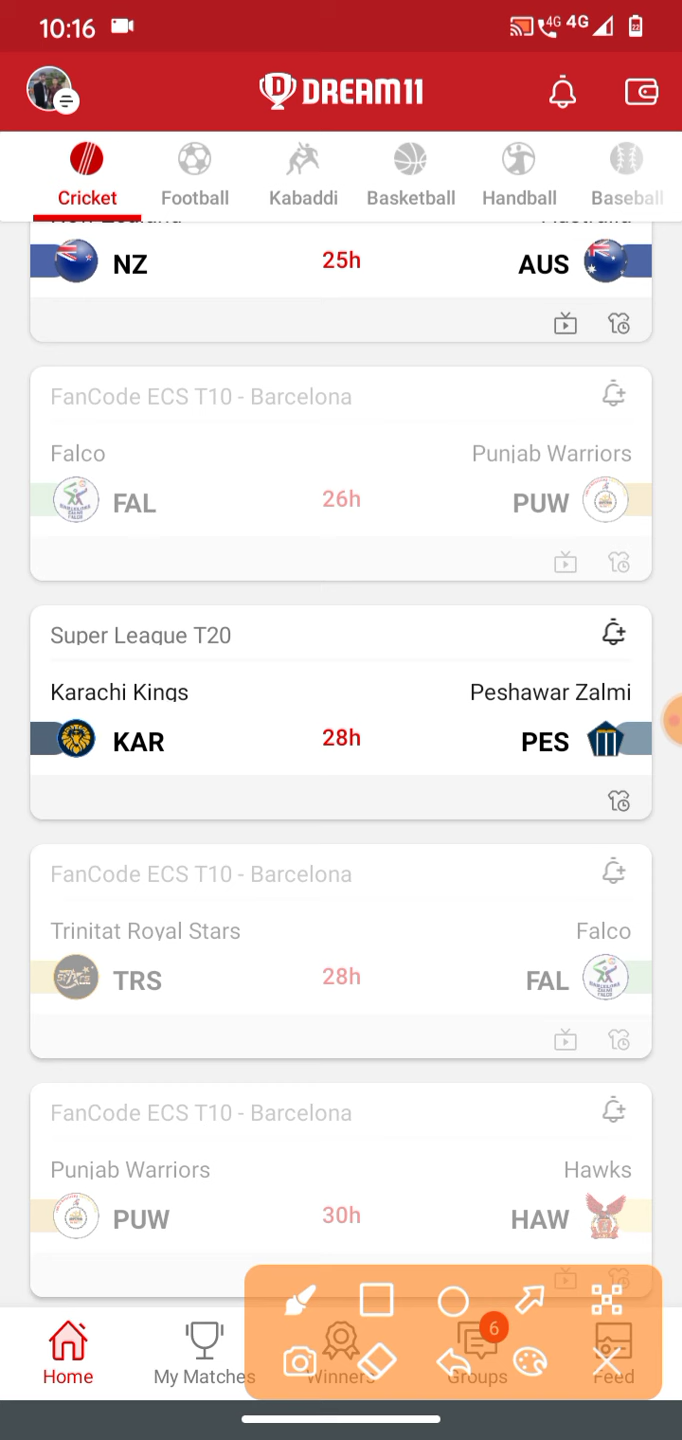 10:16 4G 4G 22
DREAM11
Cricket Football Kabaddi Basketball Handball Baseball
NZ 25h AUS
FanCode ECS T10 - Barcelona
Falco Punjab Warriors
FAL 26h PUW
Super League T20
Karachi Kings Peshawar Zalmi
KAR 28h PES
FanCode ECS T10 - Barcelona
Trinitat Royal Stars Falco
TRS 28h FAL
FanCode ECS T10 - Barcelona
Punjab Warriors Hawks
PUW 30h HAW
6
Home My Matches Winners Groups Feed